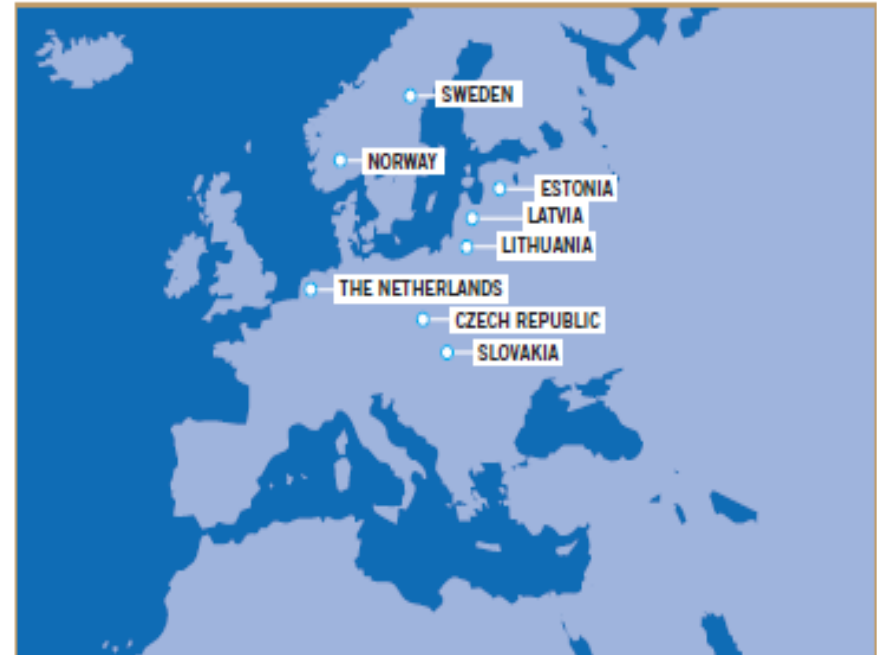 SWEDEN
NORWAY
ESTONIA
LATVIA
LITHUANIA
THE NETHERLANDS
CZECH REPUBLIC
SLOVAKIA